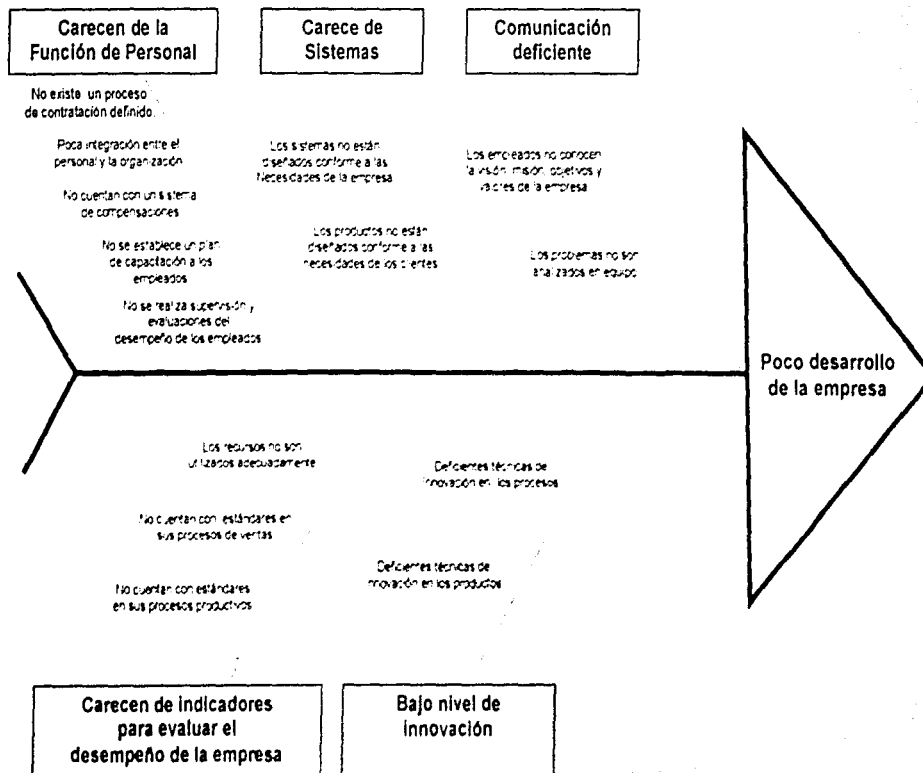 Carecen de la
Función de Personal
Carece de
Sistemas
Comunicación
deficiente
No existe un proceso
de contratación definido.
Poca integración entre el
personal y la organización
No cuentan con un sistema
de compensaciones
No se establece un plan
de capacitación a los
empleados
No se realiza supervisión y
evaluaciones del
desempeño de los empleados
Los sistemas no están
diseñados conforme a las
Necesidades de la empresa
Los productos no están
diseñados conforme a las
necesidades de los clientes
Los empleados no conocen
la visión, misión, objetivos y
valores de la empresa
Los problemas no son
analizados en equipo
Poco desarrollo
de la empresa
Los recursos no son
utilizados adecuadamente
No cuentan con estándares en
sus procesos de ventas
No cuentan con estándares
en sus procesos productivos
Deficientes técnicas de
innovación en los procesos
Deficientes técnicas de
innovación en los productos
Carecen de indicadores
para evaluar el
desempeño de la empresa
Bajo nivel de
innovación